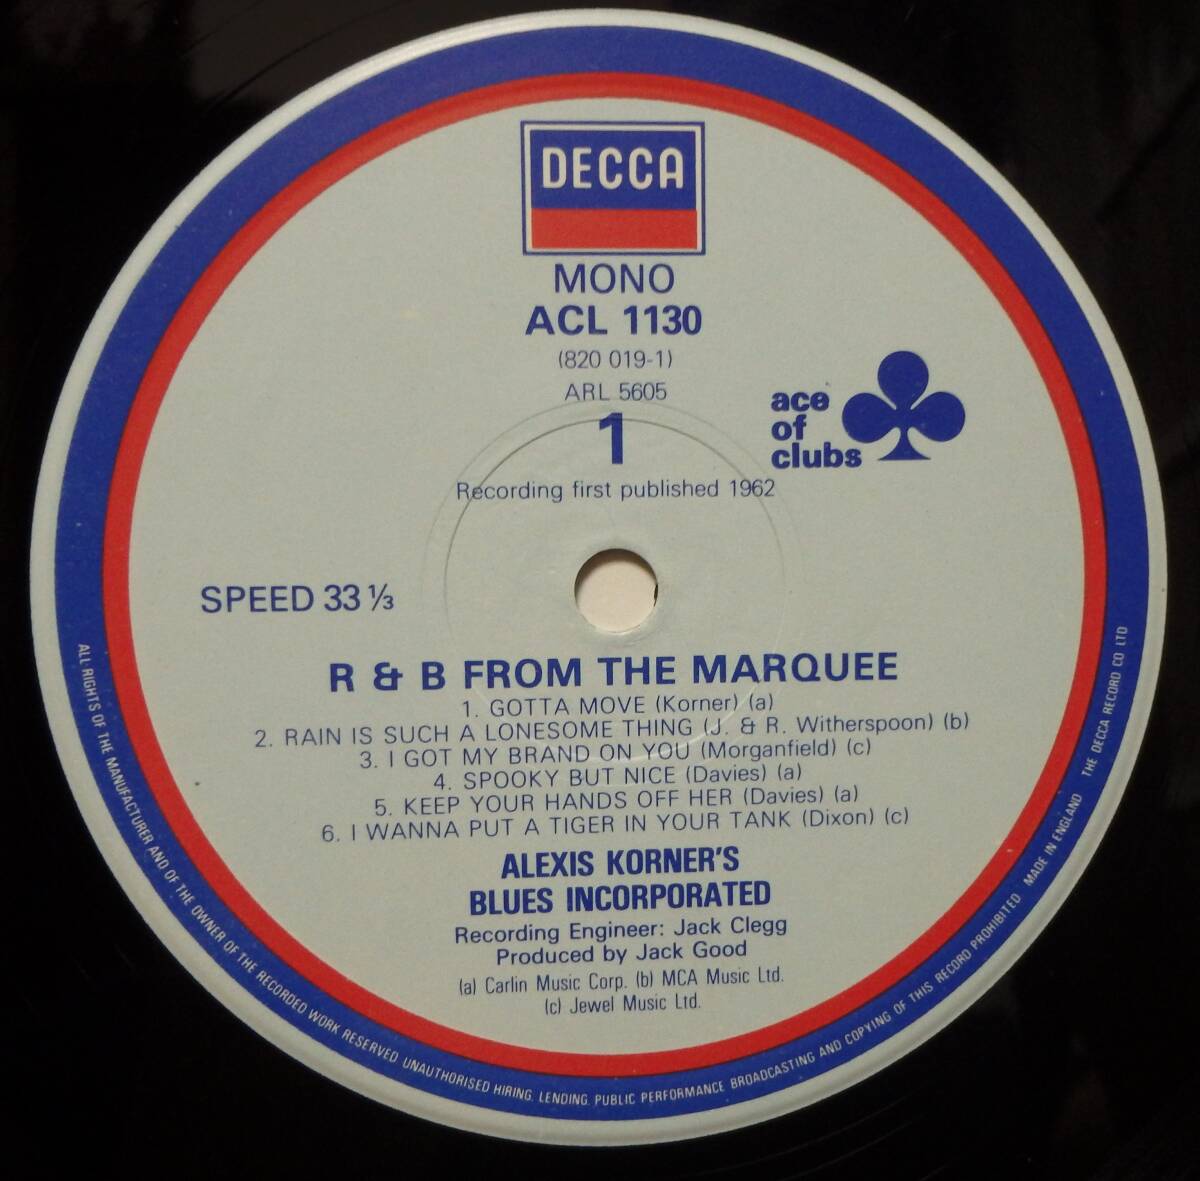 DECCA
MONO
ACL 1130
(820 019-1)
ARL 5605
1
ace
of
clubs
Recording first published 1962
SPEED 33 ⅓
R & B FROM THE MARQUEE
1. GOTTA MOVE (Korner) (a)
2. RAIN IS SUCH A LONESOME THING (J. & R. Witherspoon) (b)
3. I GOT MY BRAND ON YOU (Morganfield) (c)
4. SPOOKY BUT NICE (Davies) (a)
5. KEEP YOUR HANDS OFF HER (Davies) (a)
6. I WANNA PUT A TIGER IN YOUR TANK (Dixon) (c)
ALEXIS KORNER'S
BLUES INCORPORATED
Recording Engineer: Jack Clegg
Produced by Jack Good
(a) Carlin Music Corp. (b) MCA Music Ltd.
(c) Jewel Music Ltd.
ALL RIGHTS OF THE MANUFACTURER AND OF THE OWNER OF THE RECORDED WORK RESERVED UNAUTHORISED HIRING. LENDING. PUBLIC PERFORMANCE BROADCASTING AND COPYING OF THIS RECORD PROHIBITED MADE IN ENGLAND THE DECCA RECORD CO LTD